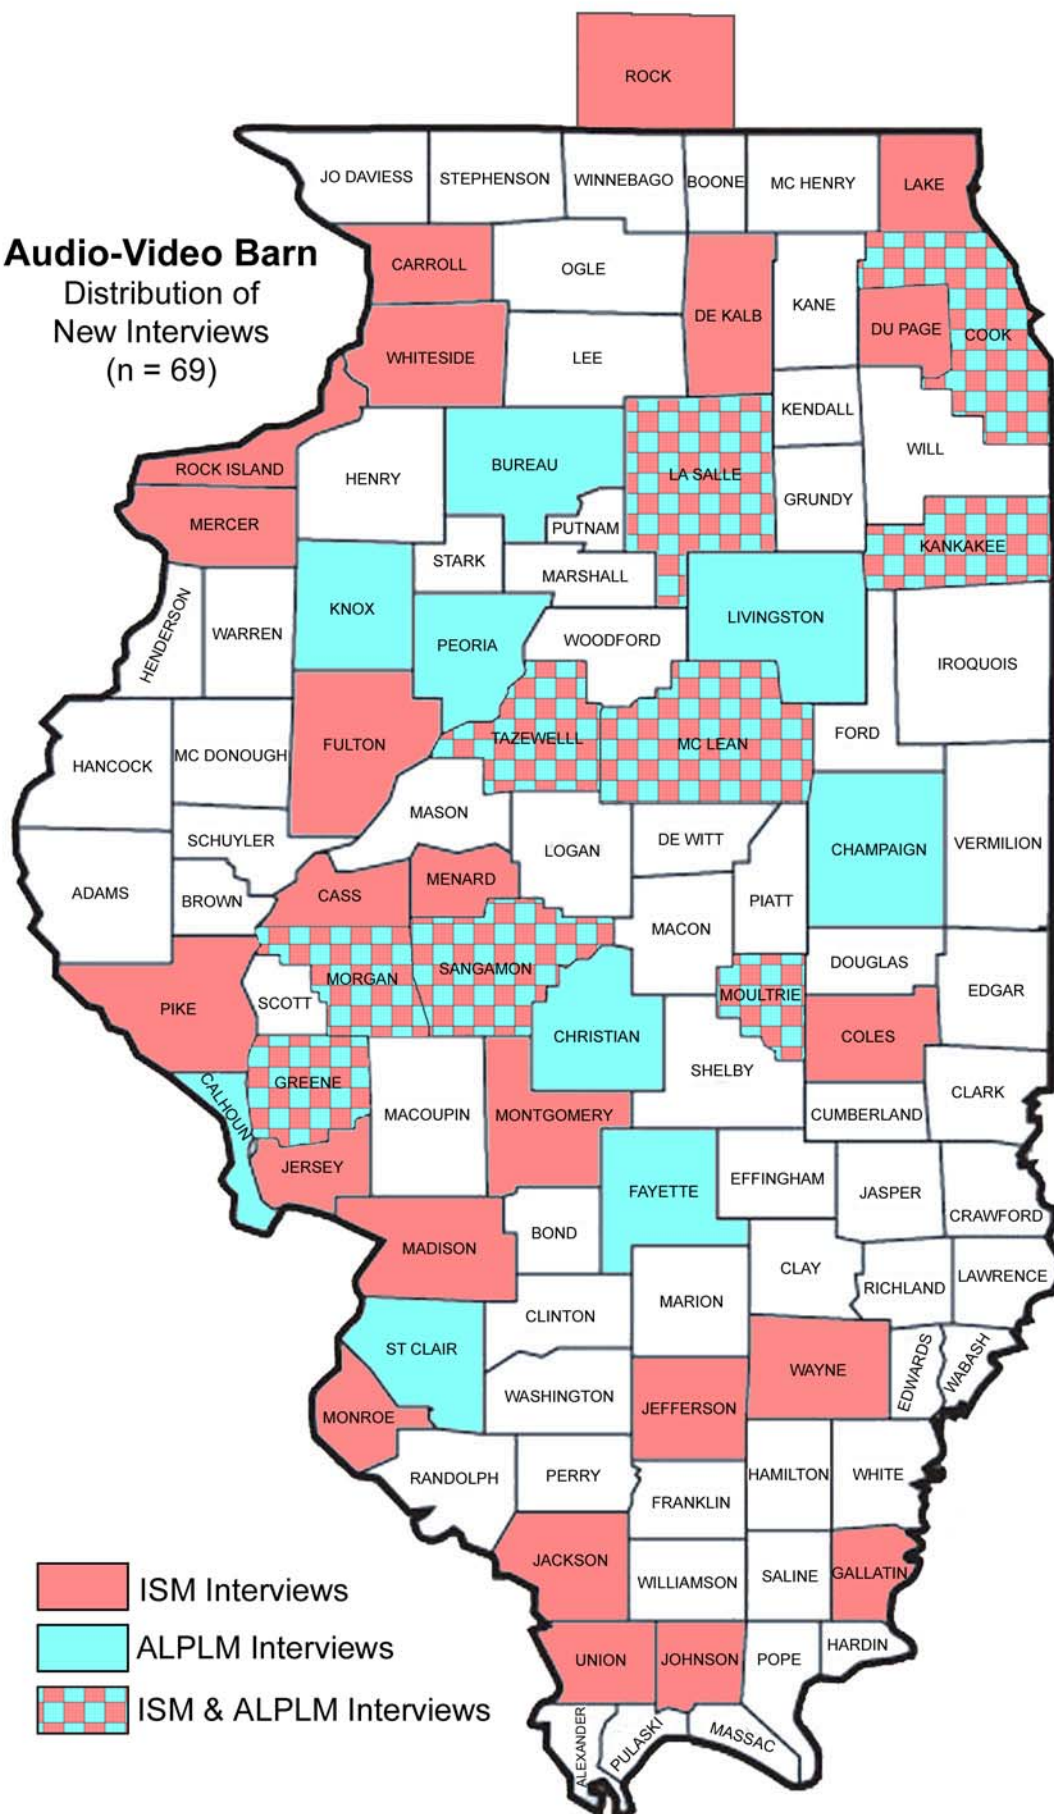 ROCK
JO DAVIESS
STEPHENSON
WINNEBAGO
BOONE
MC HENRY
LAKE
Audio-Video Barn
Distribution of
New Interviews
(n = 69)
CARROLL
OGLE
DE KALB
KANE
DU PAGE
COOK
WHITESIDE
LEE
KENDALL
WILL
ROCK ISLAND
HENRY
BUREAU
LA SALLE
GRUNDY
MERCER
PUTNAM
KANKAKEE
STARK
MARSHALL
HENDERSON
WARREN
KNOX
PEORIA
WOODFORD
LIVINGSTON
IROQUOIS
HANCOCK
MC DONOUGH
FULTON
TAZEWELLL
MC LEAN
FORD
MASON
SCHUYLER
LOGAN
DE WITT
CHAMPAIGN
VERMILION
ADAMS
BROWN
CASS
MENARD
PIATT
MACON
PIKE
SCOTT
MORGAN
SANGAMON
MOULTRIE
DOUGLAS
EDGAR
CHRISTIAN
COLES
SHELBY
CALHOUN
GREENE
MACOUPIN
MONTGOMERY
CUMBERLAND
CLARK
JERSEY
FAYETTE
EFFINGHAM
JASPER
CRAWFORD
MADISON
BOND
CLAY
RICHLAND
LAWRENCE
CLINTON
MARION
ST CLAIR
WAYNE
EDWARDS
WABASH
MONROE
WASHINGTON
JEFFERSON
RANDOLPH
PERRY
HAMILTON
WHITE
FRANKLIN
JACKSON
WILLIAMSON
SALINE
GALLATIN
ISM Interviews
ALPLM Interviews
ISM & ALPLM Interviews
UNION
JOHNSON
POPE
HARDIN
ALEXANDER
PULASKI
MASSAC